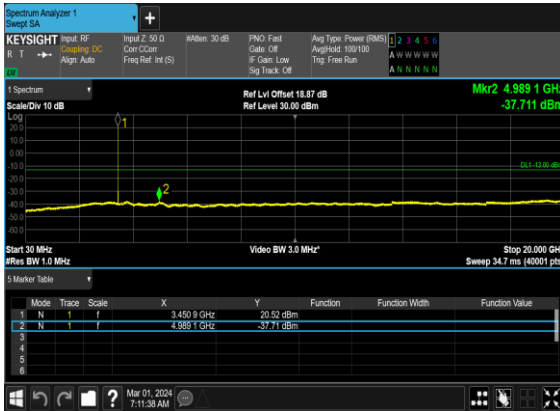 Spectrum Analyzer 1
Swept SA
KEYSIGHT Input: RF Input Z: 50 Ω #Atten: 30 dB PNO: Fast Avg Type: Power (RMS) 1 2 3 4 5 6
R T Coupling: DC Corr CCorr Gate: Off Avg|Hold: 100/100 A W W W W W
Align: Auto Freq Ref: Int (S) IF Gain: Low Trig: Free Run
Sig Track: Off A N N N N N
1 Spectrum
Scale/Div 10 dB Ref Lvl Offset 18.87 dB Mkr2 4.989 1 GHz
Ref Level 30.00 dBm -37.711 dBm
Log
20.0
10.0
0.00
-10.0
DL1 -13.00 dBm
-20.0
-30.0
-40.0
-50.0
-60.0
1
2
Start 30 MHz Video BW 3.0 MHz* Stop 20.000 GHz
#Res BW 1.0 MHz Sweep 34.7 ms (40001 pts)
5 Marker Table
Mode Trace Scale X Y Function Function Width Function Value
1 N 1 f 3.450 9 GHz 20.52 dBm
2 N 1 f 4.989 1 GHz -37.71 dBm
3
4
5
6
? Mar 01, 2024
7:11:38 AM